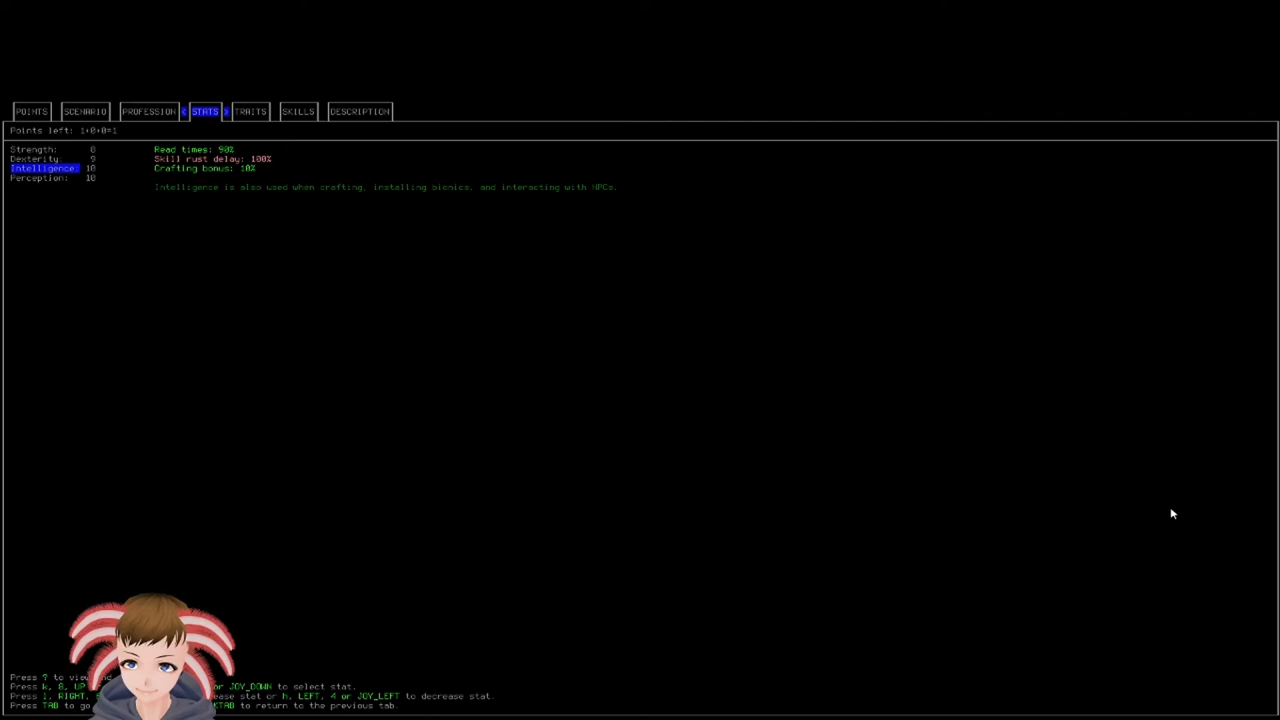 POINTS SCENARIO PROFESSION < STATS > TRAITS SKILLS DESCRIPTION
Points left: 1+0+0=1
Strength: 8 Read times: 90%
Dexterity: 9 Skill rust delay: 100%
Intelligence: 10 Crafting bonus: 10%
Perception: 10
Intelligence is also used when crafting, installing bionics, and interacting with NPCs.
Press ? to view and
Press k, 8, UP or JOY_DOWN to select stat.
Press l, RIGHT, stat or h, LEFT, 4 or JOY_LEFT to decrease stat.
Press TAB to go to return to the previous tab.